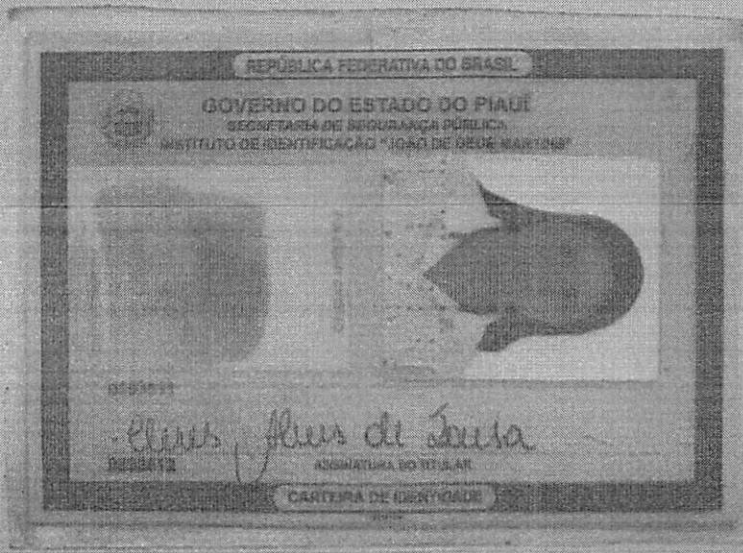 REPÚBLICA FEDERATIVA DO BRASIL
GOVERNO DO ESTADO DO PIAUÍ
SECRETARIA DE SEGURANÇA PÚBLICA
INSTITUTO DE IDENTIFICAÇÃO "JOÃO DE DEUS MARTINS"
Alves de Sousa
ASSINATURA DO TITULAR
CARTEIRA DE IDENTIDADE